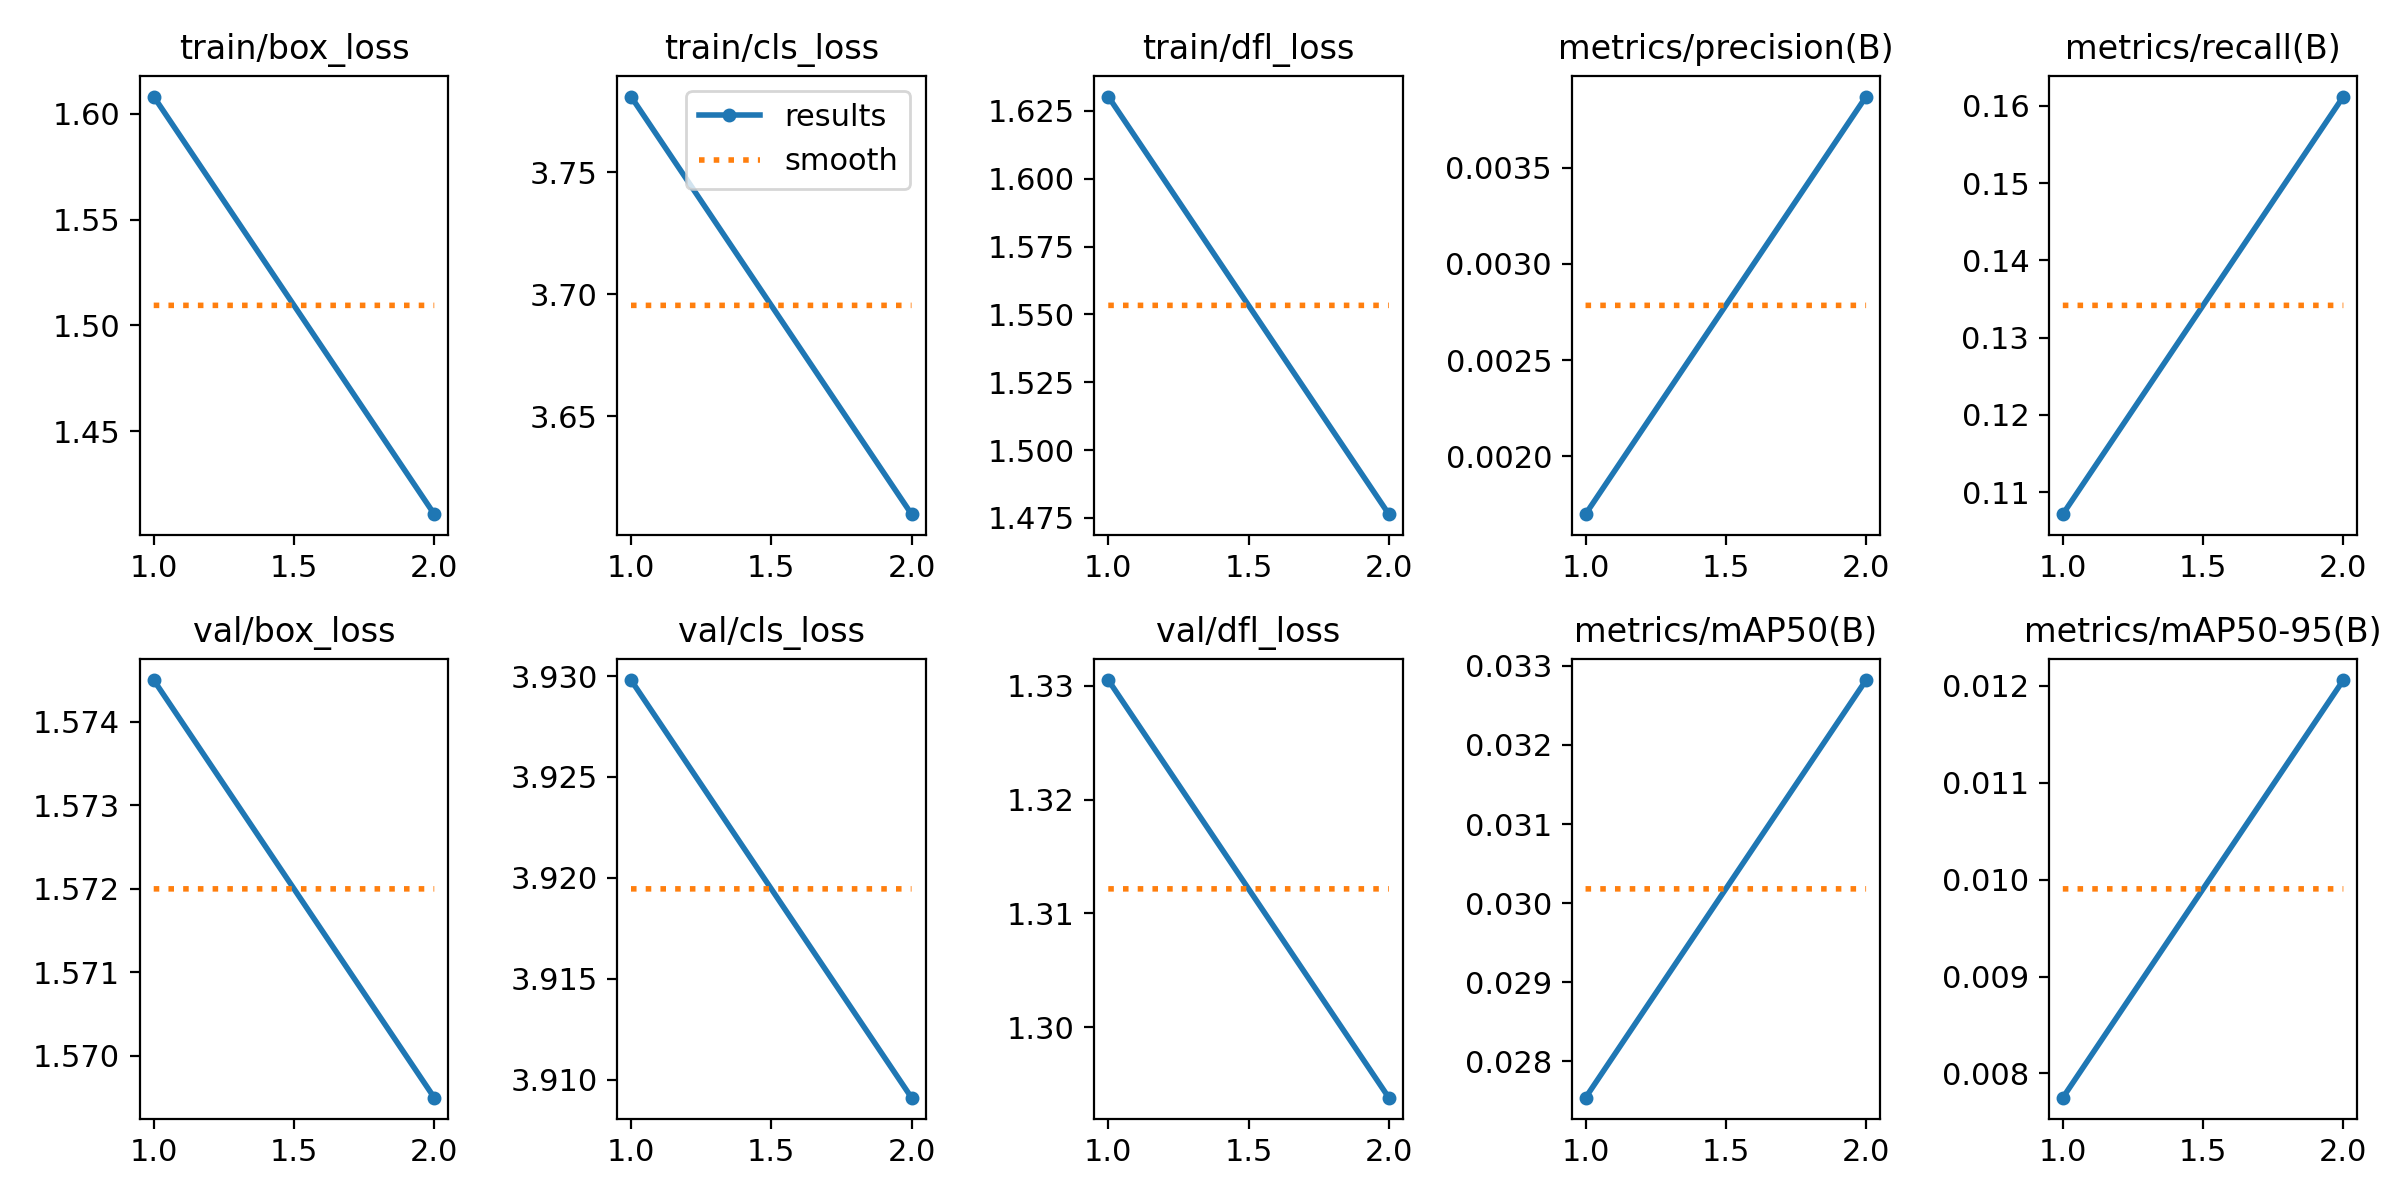 train/box_loss
1.60
1.55
1.50
1.45
1.0 1.5 2.0
train/cls_loss
results
smooth
3.75
3.70
3.65
1.0 1.5 2.0
train/dfl_loss
1.625
1.600
1.575
1.550
1.525
1.500
1.475
1.0 1.5 2.0
metrics/precision(B)
0.0035
0.0030
0.0025
0.0020
1.0 1.5 2.0
metrics/recall(B)
0.16
0.15
0.14
0.13
0.12
0.11
1.0 1.5 2.0
val/box_loss
1.574
1.573
1.572
1.571
1.570
1.0 1.5 2.0
val/cls_loss
3.930
3.925
3.920
3.915
3.910
1.0 1.5 2.0
val/dfl_loss
1.33
1.32
1.31
1.30
1.0 1.5 2.0
metrics/mAP50(B)
0.033
0.032
0.031
0.030
0.029
0.028
1.0 1.5 2.0
metrics/mAP50-95(B)
0.012
0.011
0.010
0.009
0.008
1.0 1.5 2.0